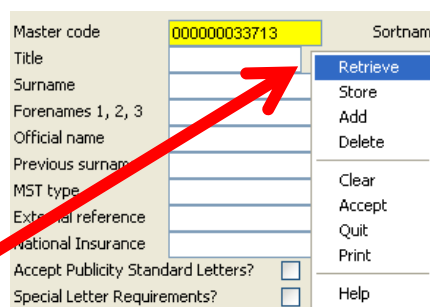 Master code 000000033713 Sortnam
Title
Surname
Forenames 1, 2, 3
Official name
Previous surname
MST type
External reference
National Insurance
Accept Publicity Standard Letters?
Special Letter Requirements?
Retrieve
Store
Add
Delete
Clear
Accept
Quit
Print
Help